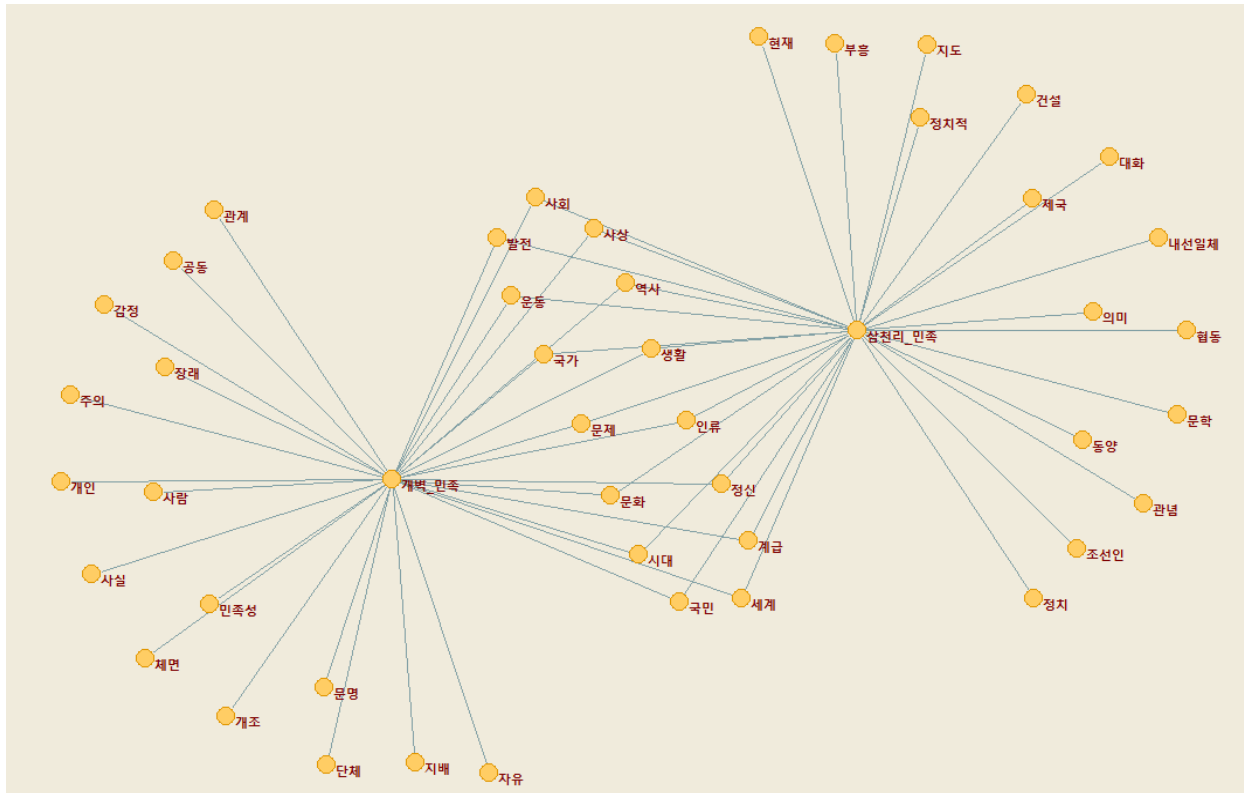 현재
부흥
지도
건설
정치적
대화
사회
제국
관계
사상
발전
내선일체
공동
역사
운동
감정
의미
삼천리_민족
협동
국가
생활
장래
주의
문제
인류
문학
동양
개벽_민족
개인
사람
문화
정신
관념
시대
계급
조선인
사실
민족성
국민
세계
정치
체면
문명
개조
단체
지배
자유